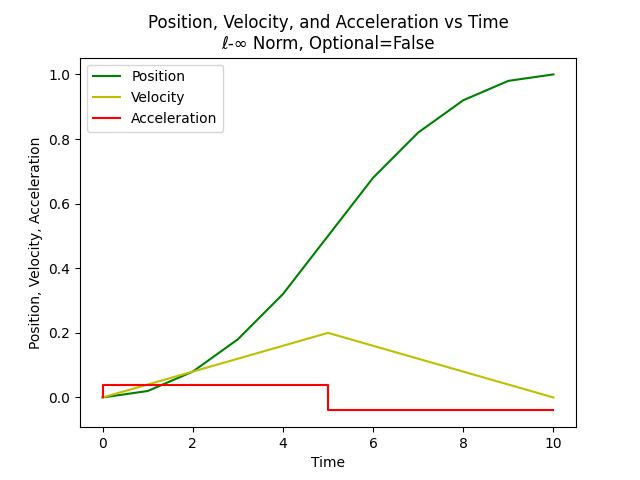 Position, Velocity, and Acceleration vs Time
ℓ-∞ Norm, Optional=False
Position
Velocity
Acceleration
Position, Velocity, Acceleration
1.0
0.8
0.6
0.4
0.2
0.0
0 2 4 6 8 10
Time